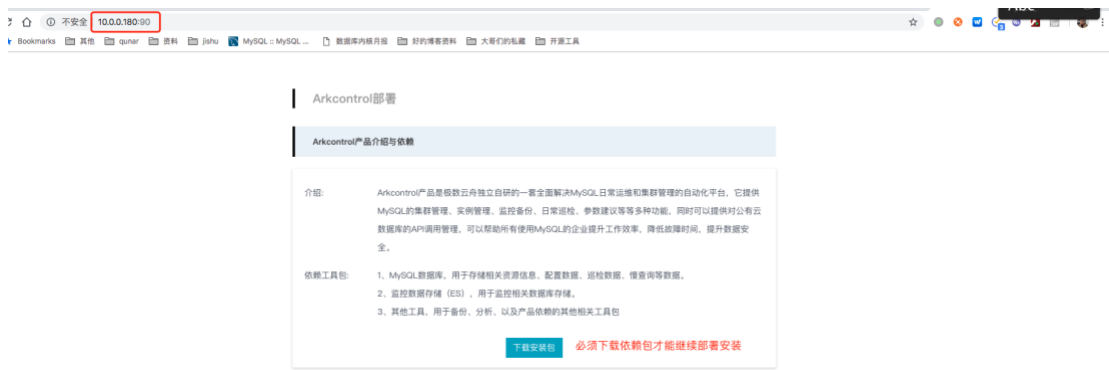 Abc
不安全 10.0.0.180:90
Bookmarks 其他 qunar 资料 jishu MySQL :: MySQL ... 数据库内核月报 好的博客资料 大哥们的私藏 开源工具
Arkcontrol部署
Arkcontrol产品介绍与依赖
介绍: Arkcontrol产品是极数云舟独立自研的一套全面解决MySQL日常运维和集群管理的自动化平台，它提供
MySQL的集群管理、实例管理、监控备份、日常巡检、参数建议等等多种功能，同时可以提供对公有云
数据库的API调用管理，可以帮助所有使用MySQL的企业提升工作效率，降低故障时间，提升数据安
全。
依赖工具包: 1、MySQL数据库，用于存储相关资源信息、配置数据、巡检数据、慢查询等数据。
2、监控数据存储（ES），用于监控相关数据库存储。
3、其他工具，用于备份、分析、以及产品依赖的其他相关工具包
下载安装包 必须下载依赖包才能继续部署安装